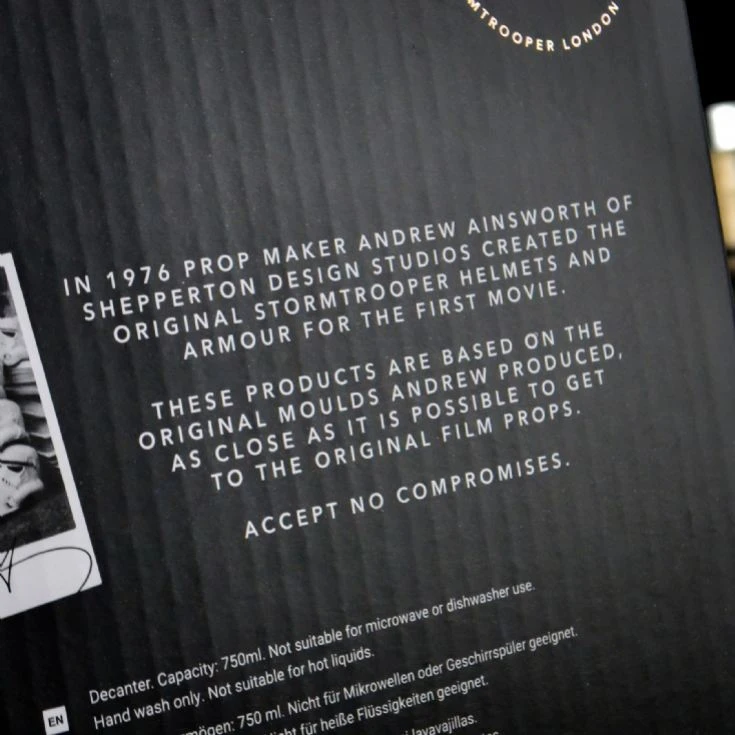 TROOPER LONDON
IN 1976 PROP MAKER ANDREW AINSWORTH OF
SHEPPERTON DESIGN STUDIOS CREATED THE
ORIGINAL STORMTROOPER HELMETS AND
ARMOUR FOR THE FIRST MOVIE.
THESE PRODUCTS ARE BASED ON THE
ORIGINAL MOULDS ANDREW PRODUCED,
AS CLOSE AS IT IS POSSIBLE TO GET
TO THE ORIGINAL FILM PROPS.
ACCEPT NO COMPROMISES.
EN
Decanter. Capacity: 750ml. Not suitable for microwave or dishwasher use.
Hand wash only. Not suitable for hot liquids.
mögen: 750 ml. Nicht für Mikrowellen oder Geschirrspüler geeignet.
für heiße Flüssigkeiten geeignet.
lavavajillas.